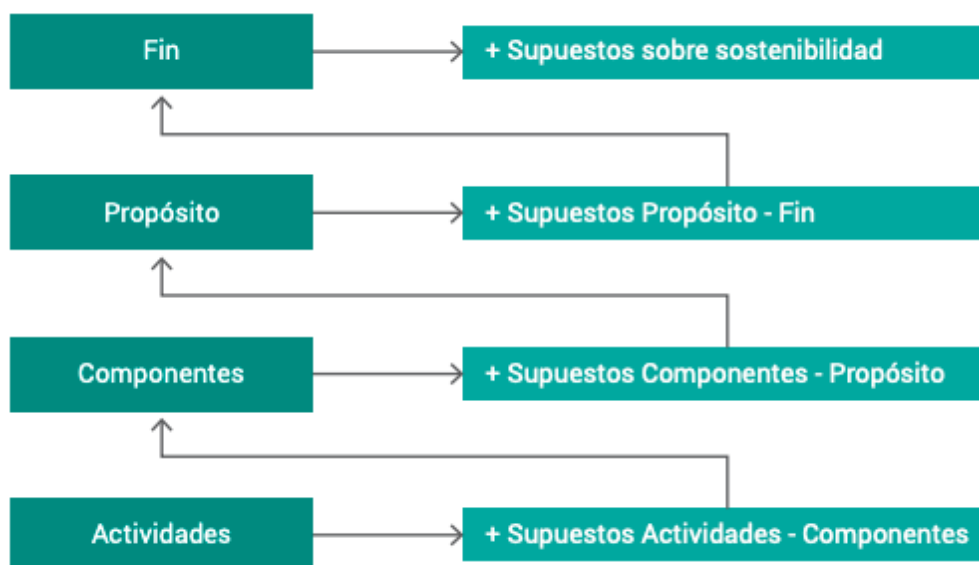 Fin
+ Supuestos sobre sostenibilidad
Propósito
+ Supuestos Propósito - Fin
Componentes
+ Supuestos Componentes - Propósito
Actividades
+ Supuestos Actividades - Componentes